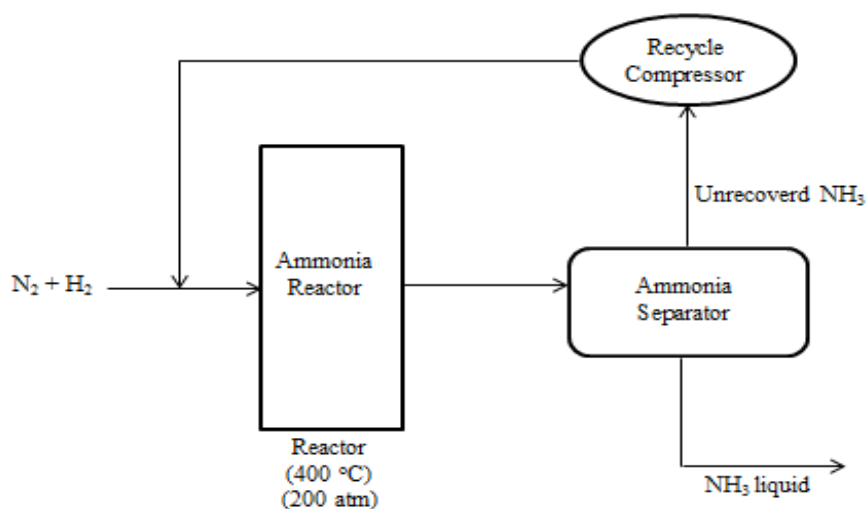 Recycle
Compressor
Unrecoverd NH₃
N₂ + H₂
Ammonia
Reactor
Ammonia
Separator
Reactor
(400 °C)
(200 atm)
NH₃ liquid